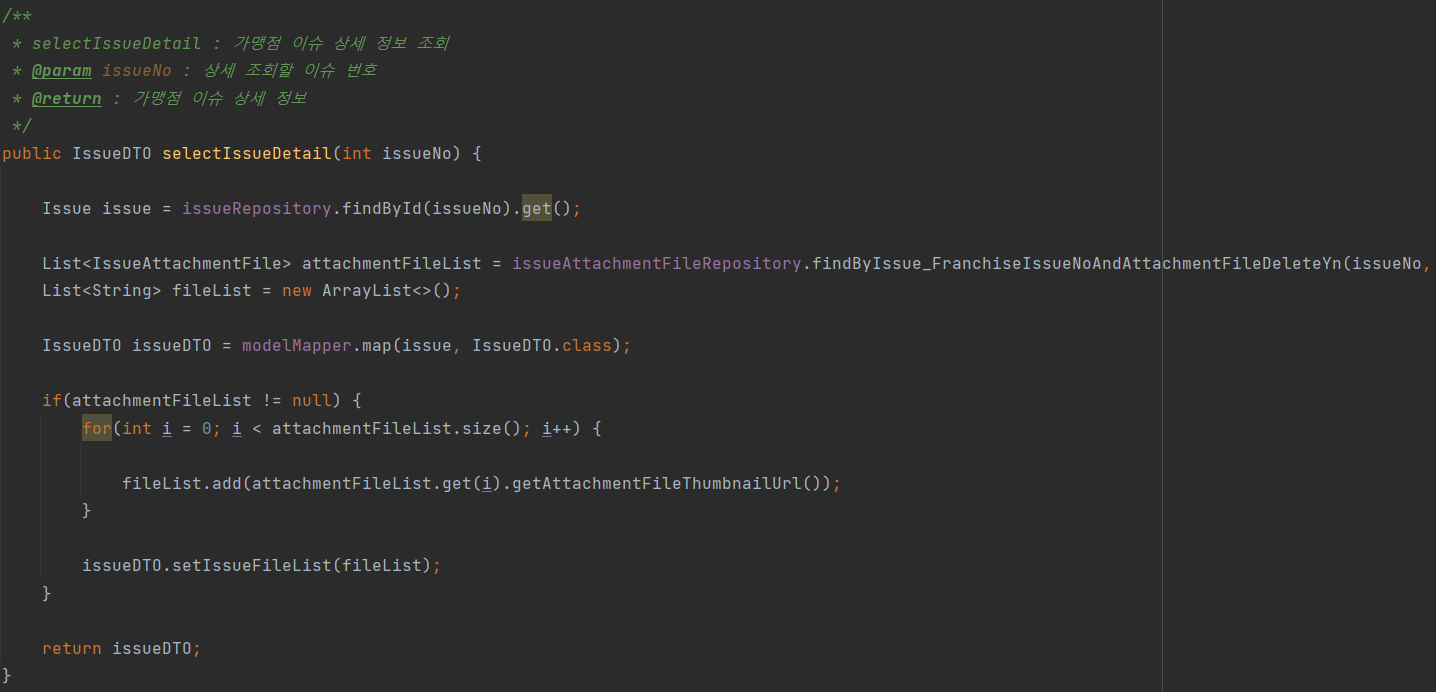 /**
 * selectIssueDetail : 가맹점 이슈 상세 정보 조회
 * @param issueNo : 상세 조회할 이슈 번호
 * @return : 가맹점 이슈 상세 정보
 */
public IssueDTO selectIssueDetail(int issueNo) {
    Issue issue = issueRepository.findById(issueNo).get();
    List<IssueAttachmentFile> attachmentFileList = issueAttachmentFileRepository.findByIssue_FranchiseIssueNoAndAttachmentFileDeleteYn(issueNo,
    List<String> fileList = new ArrayList<>();
    IssueDTO issueDTO = modelMapper.map(issue, IssueDTO.class);
    if(attachmentFileList != null) {
        for(int i = 0; i < attachmentFileList.size(); i++) {
            fileList.add(attachmentFileList.get(i).getAttachmentFileThumbnailUrl());
        }
        issueDTO.setIssueFileList(fileList);
    }
    return issueDTO;
}